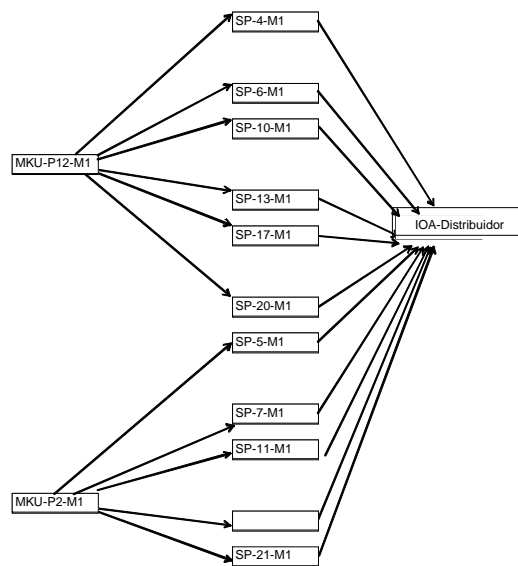 SP-4-M1
SP-6-M1
SP-10-M1
MKU-P12-M1
SP-13-M1
IOA-Distribuidor
SP-17-M1
SP-20-M1
SP-5-M1
SP-7-M1
SP-11-M1
MKU-P2-M1
SP-21-M1